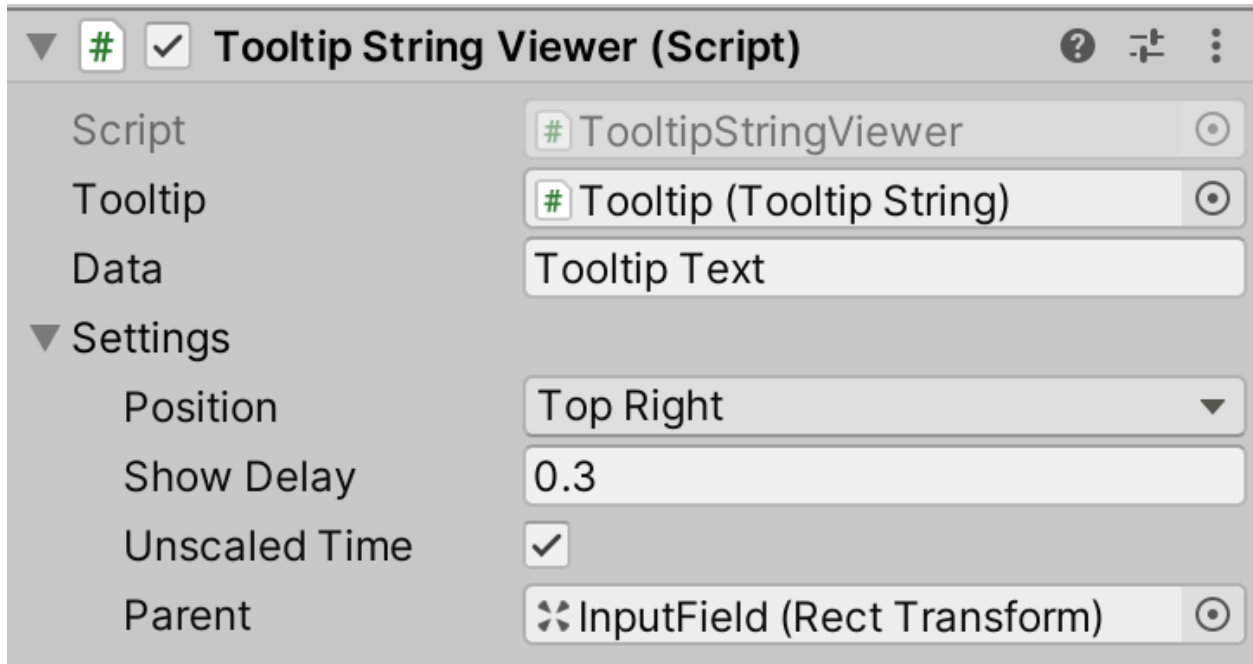 # Tooltip String Viewer (Script) ?
Script # TooltipStringViewer
Tooltip # Tooltip (Tooltip String)
Data Tooltip Text
Settings
Position Top Right
Show Delay 0.3
Unscaled Time
Parent InputField (Rect Transform)